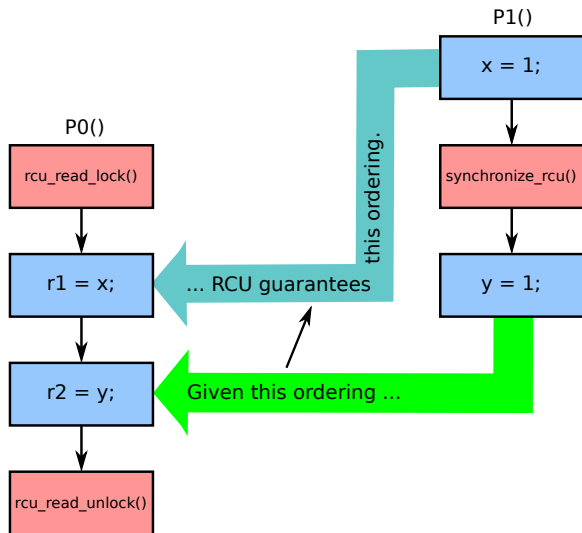 P1()
x = 1;
P0()
rcu_read_lock()
synchronize_rcu()
this ordering.
r1 = x;
... RCU guarantees
y = 1;
r2 = y;
Given this ordering ...
rcu_read_unlock()